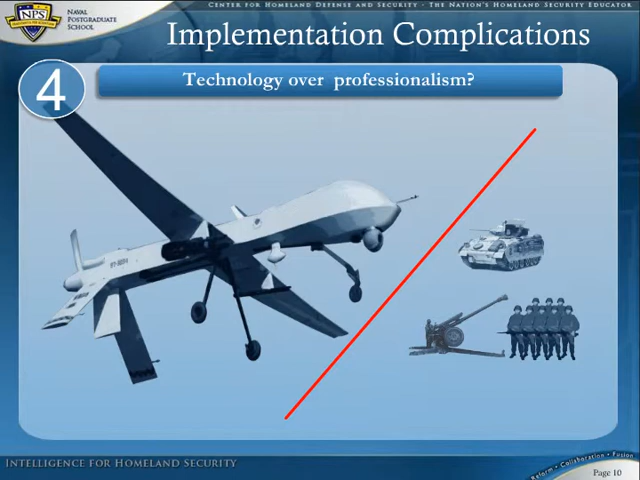 Center for Homeland Defense and Security - The Nation's Homeland Security Educator
NPS
Naval
Postgraduate
School
Implementation Complications
4
Technology over professionalism?
Intelligence for Homeland Security
Reform • Collaboration • Fusion
Page 10